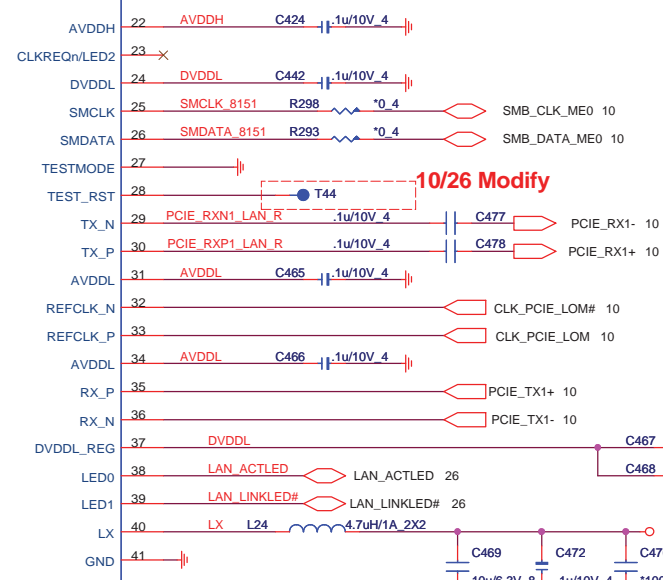 AVDDH 22 AVDDH C424 .1u/10V_4
CLKREQn/LED2 23
DVDDL 24 DVDDL C442 .1u/10V_4
SMCLK 25 SMCLK_8151 R298 *0_4 SMB_CLK_ME0 10
SMDATA 26 SMDATA_8151 R293 *0_4 SMB_DATA_ME0 10
TESTMODE 27
10/26 Modify
TEST_RST 28 T44
TX_N 29 PCIE_RXN1_LAN_R .1u/10V_4 C477 PCIE_RX1- 10
TX_P 30 PCIE_RXP1_LAN_R .1u/10V_4 C478 PCIE_RX1+ 10
AVDDL 31 AVDDL C465 .1u/10V_4
REFCLK_N 32 CLK_PCIE_LOM# 10
REFCLK_P 33 CLK_PCIE_LOM 10
AVDDL 34 AVDDL C466 .1u/10V_4
RX_P 35 PCIE_TX1+ 10
RX_N 36 PCIE_TX1- 10
DVDDL_REG 37 DVDDL C467
LED0 38 LAN_ACTLED LAN_ACTLED 26 C468
LED1 39 LAN_LINKLED# LAN_LINKLED# 26
LX 40 LX L24 4.7uH/1A_2X2
GND 41 C469 C472